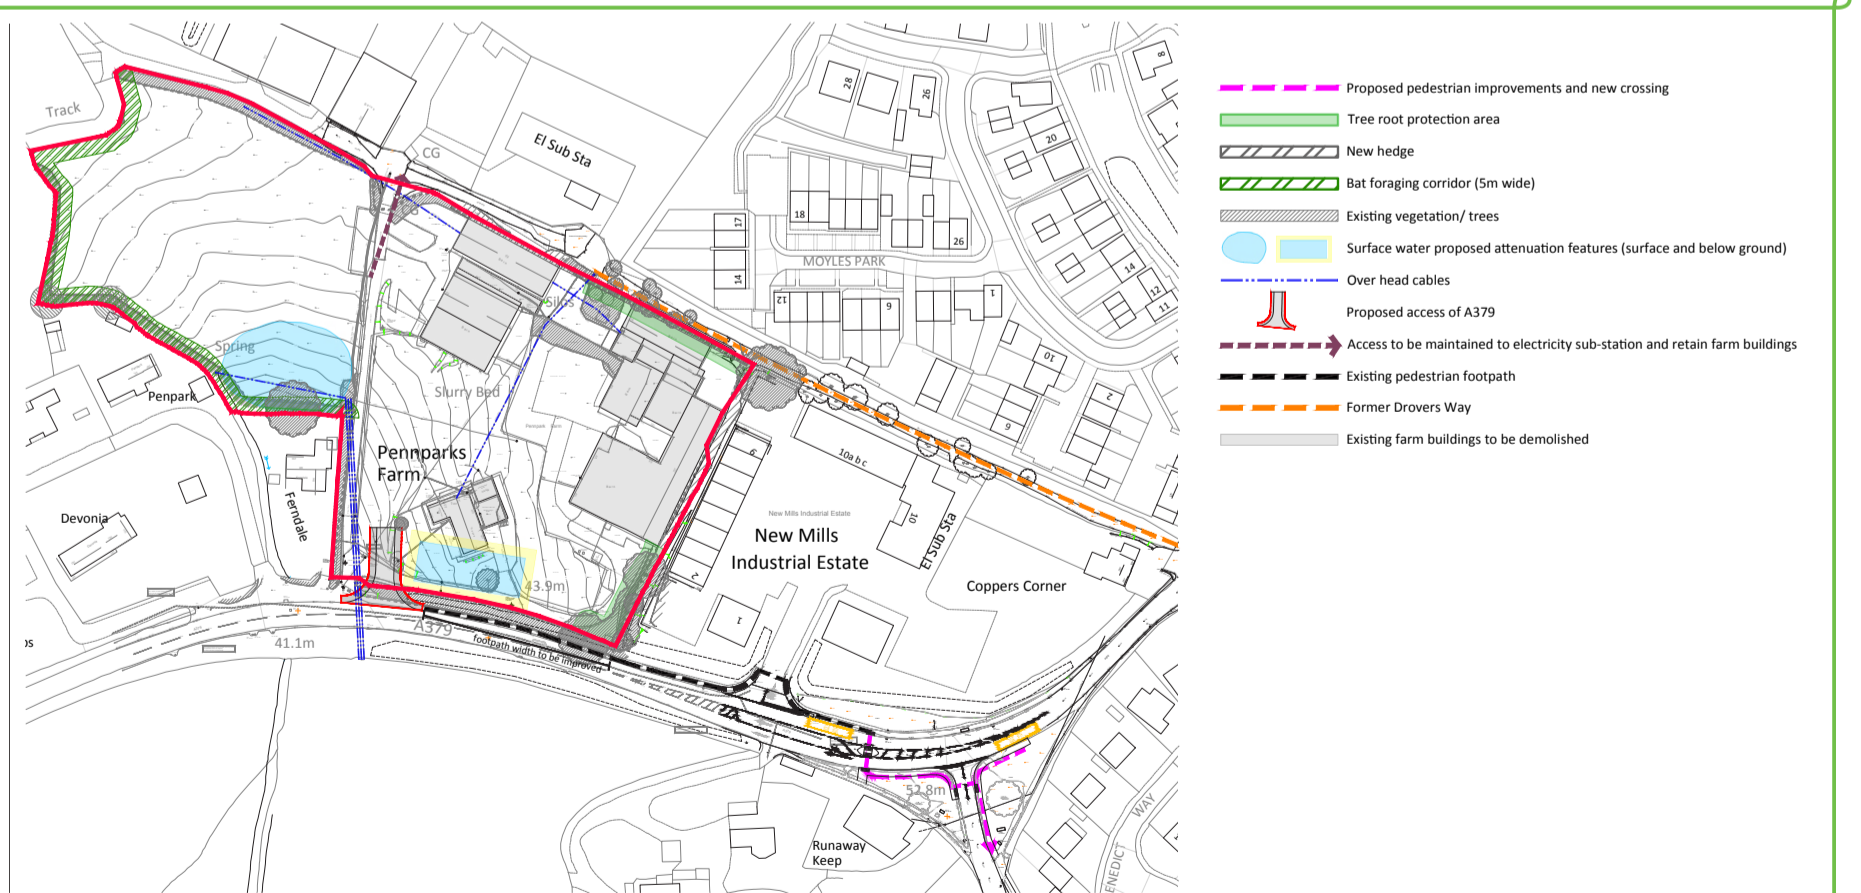 Track
CG
El Sub Sta
28
26
20
8
18
17
26
14
MOYLES PARK
14
12
11
12
6
1
10
2
6
Silos
Spring
Slurry Bed
Penpark
Pennparks
Farm
Ferndale
Devonia
9
10a b c
10
El Sub Sta
New Mills Industrial Estate
New Mills
Industrial Estate
Coppers Corner
2
1
43.9m
A379
footpath width to be improved
41.1m
52.8m
Runaway
Keep
WAY
ENEDICT
Proposed pedestrian improvements and new crossing
Tree root protection area
New hedge
Bat foraging corridor (5m wide)
Existing vegetation/ trees
Surface water proposed attenuation features (surface and below ground)
Over head cables
Proposed access of A379
Access to be maintained to electricity sub-station and retain farm buildings
Existing pedestrian footpath
Former Drovers Way
Existing farm buildings to be demolished